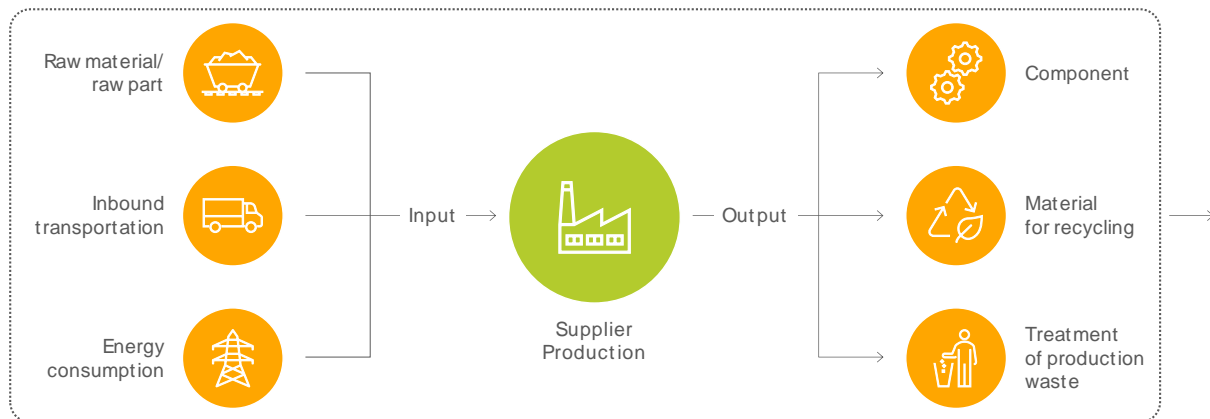 Raw material/
raw part
Inbound
transportation
Energy
consumption
Input
Supplier
Production
Output
Component
Material
for recycling
Treatment
of production
waste